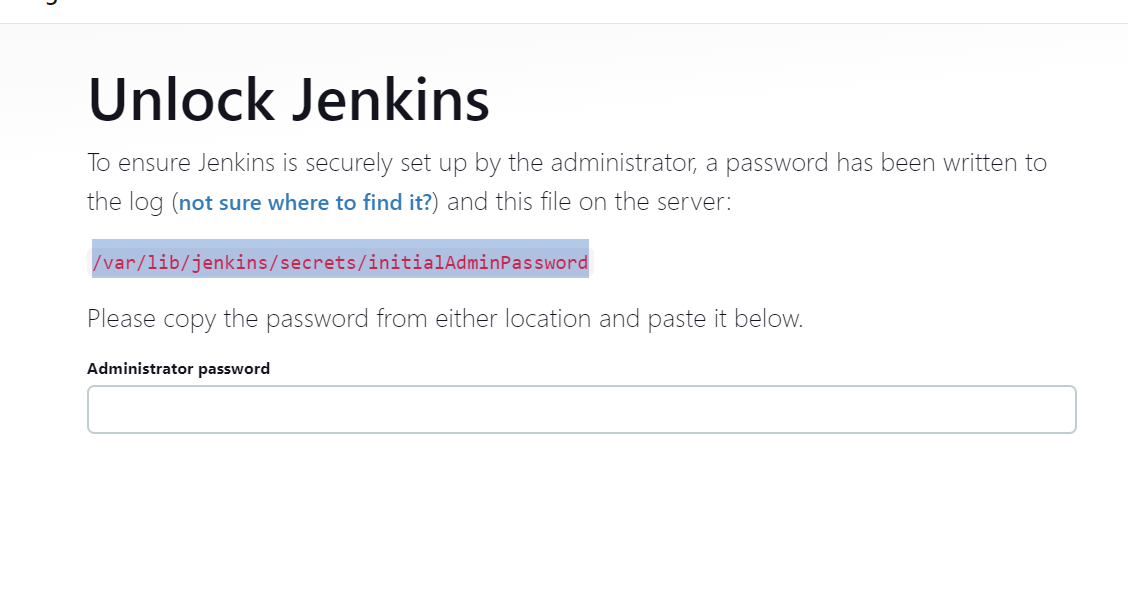 Unlock Jenkins
To ensure Jenkins is securely set up by the administrator, a password has been written to
the log (not sure where to find it?) and this file on the server:
/var/lib/jenkins/secrets/initialAdminPassword
Please copy the password from either location and paste it below.
Administrator password